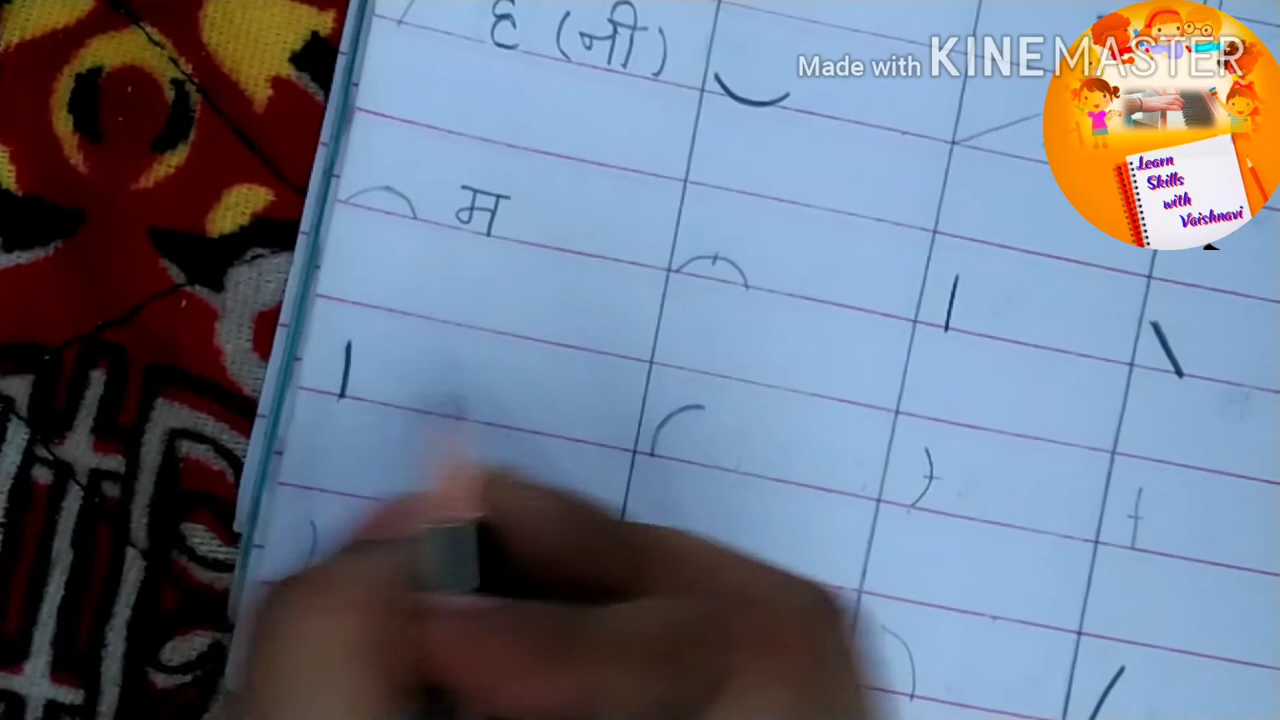 ह (नी)
Made with KINEMASTER
Learn
Skills
with
Vaishnavi
म